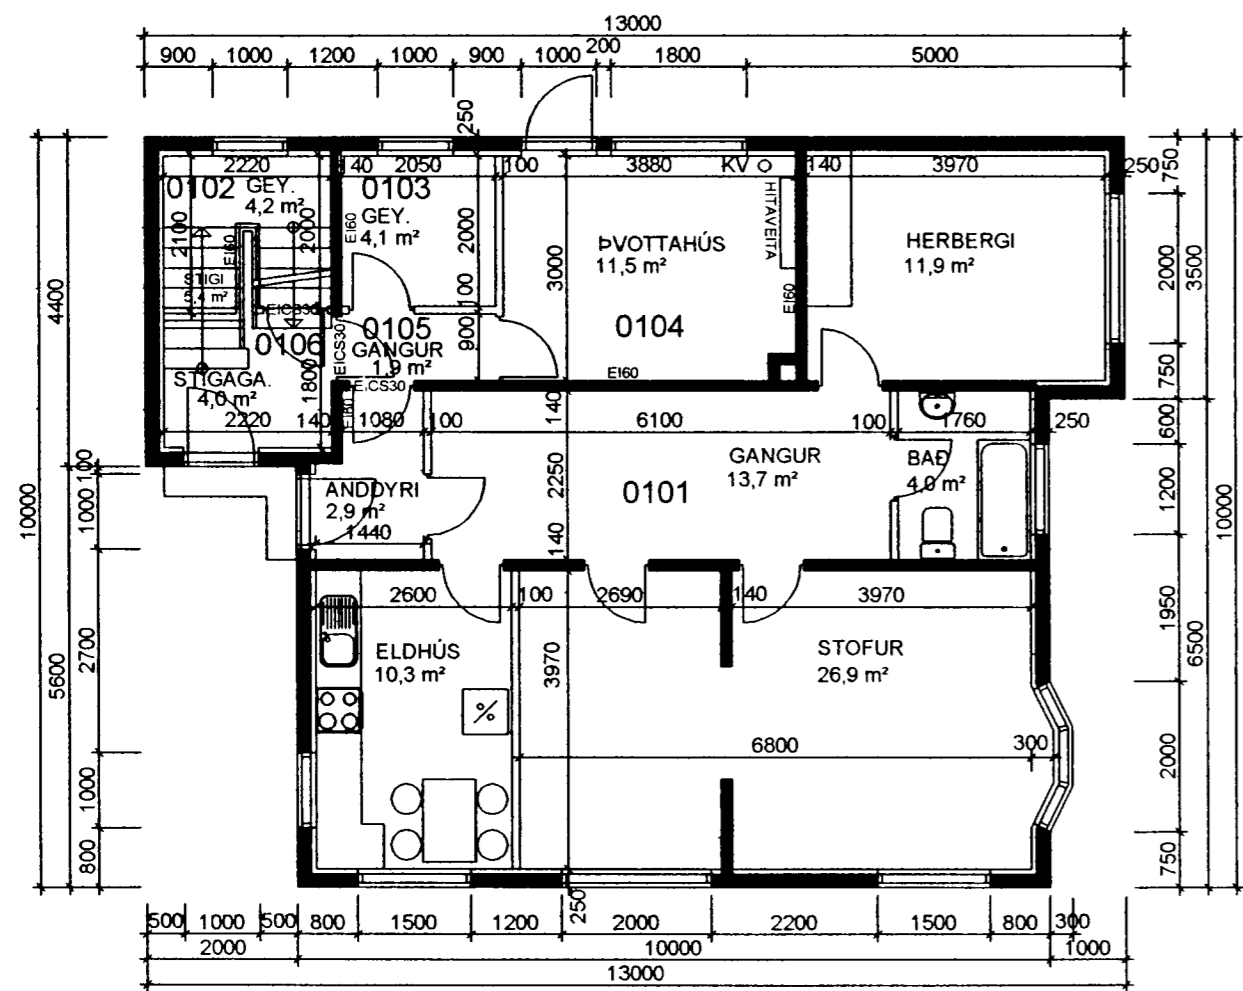 13000
900 1000 1200 1000 900 1000 200 1800 5000
250
2220 140 2050 100 3880 KV 140 3970 250
0102 GEY.
4,2 m²
0103
GEY.
4,1 m²
2100
EI60
2000
EI60
2000
3000
ÞVOTTAHÚS
11,5 m²
HITAVEITA
HERBERGI
11,9 m²
STIGI
5,4 m²
EICS30
100
EI60
0106
0105
GANGUR
1,9 m²
EICS30
900
0104
STIGAGA.
4,0 m²
1800
EICS30
EI60
EI60
140
2220 140 1080 100 6100 100 1760 250
ANDDYRI
2,9 m²
1440
2250
0101
GANGUR
13,7 m²
BAÐ
4,0 m²
140
2600 100 2690 140 3970
ELDHÚS
10,3 m²
3970
STOFUR
26,9 m²
%
6800 300
250
10000
4400
5600
100
1000
2700
1000
800
750
2000
750
600
1200
1950
2000
750
3500
6500
10000
500 1000 500 800 1500 1200 2000 2200 1500 800 300
2000 10000 1000
13000